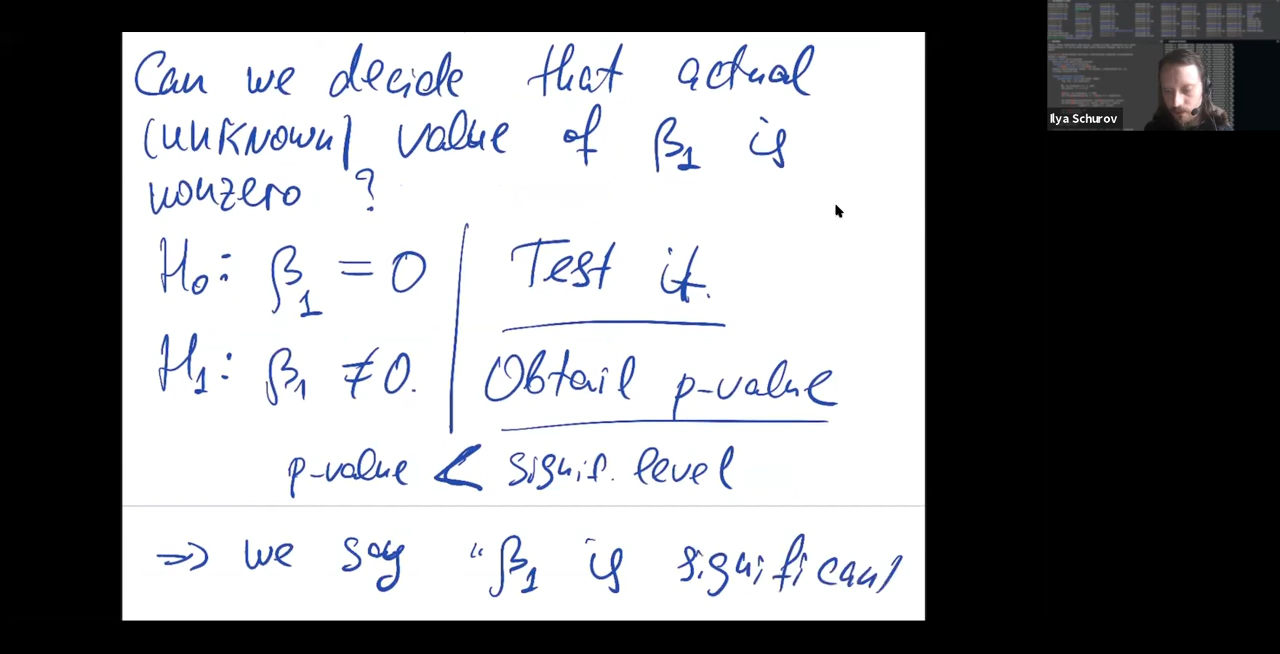 Can we decide that actual
(unknown) value of β₁ is
nonzero ?
H₀: β₁ = 0
H₁: β₁ ≠ 0.
Test it.
Obtail p-value
p-value < signif. level
⇒ we say "β₁ is significant
Ilya Schurov